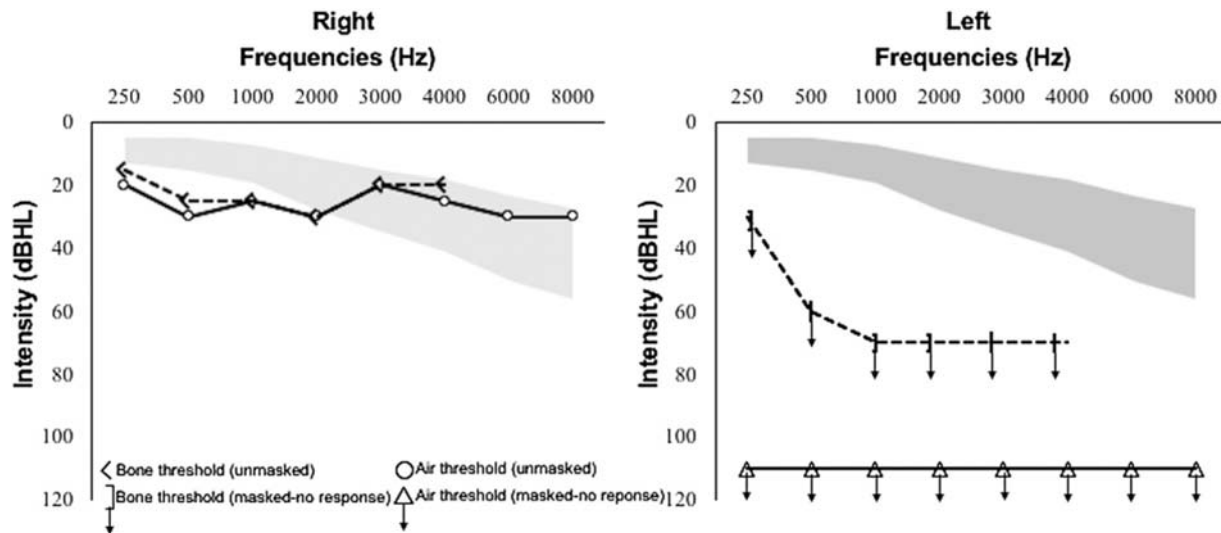 Right
Frequencies (Hz)
250 500 1000 2000 3000 4000 6000 8000
Intensity (dBHL)
0
20
40
60
80
100
120
Bone threshold (unmasked)
Air threshold (unmasked)
Bone threshold (masked-no response)
Air threshold (masked-no reponse)
Left
Frequencies (Hz)
250 500 1000 2000 3000 4000 6000 8000
Intensity (dBHL)
0
20
40
60
80
100
120